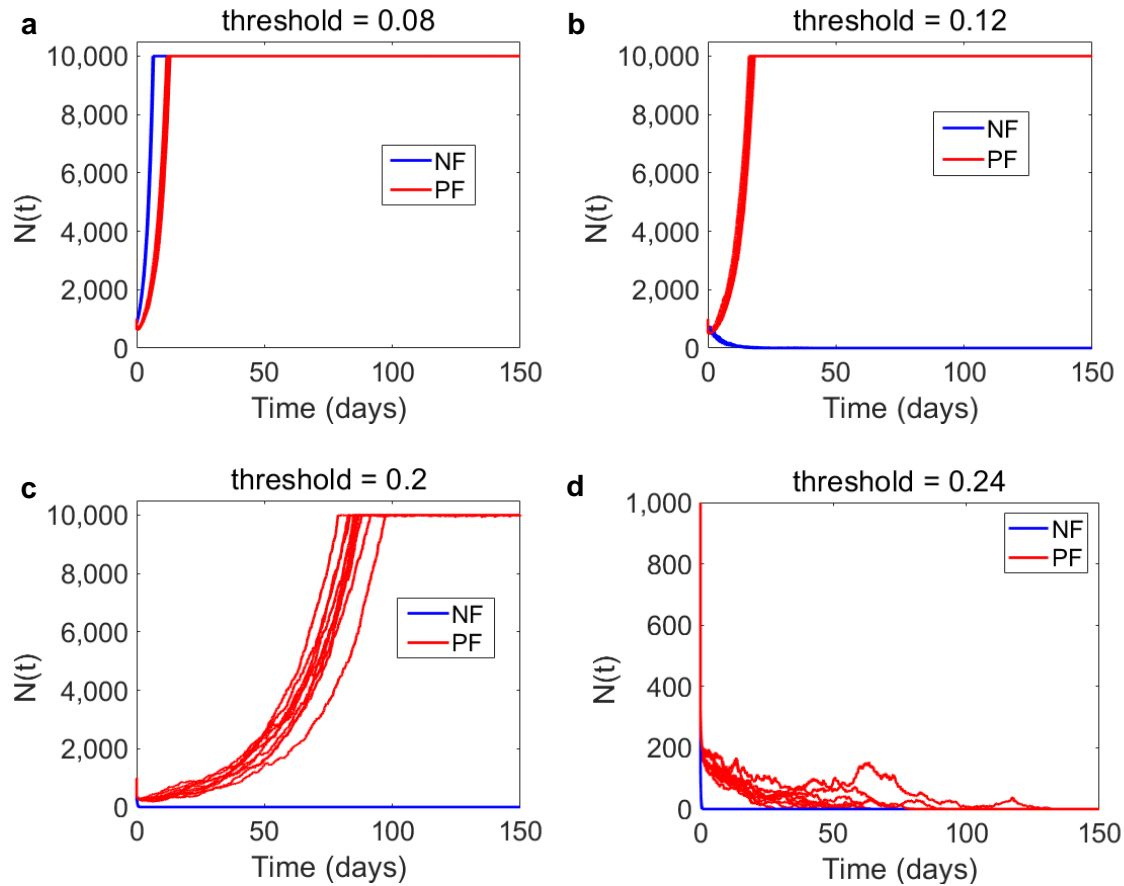 a
threshold = 0.08
10,000
8,000
6,000
4,000
2,000
0
N(t)
NF
PF
0
50
100
150
Time (days)
b
threshold = 0.12
10,000
8,000
6,000
4,000
2,000
0
N(t)
NF
PF
0
50
100
150
Time (days)
c
threshold = 0.2
10,000
8,000
6,000
4,000
2,000
0
N(t)
NF
PF
0
50
100
150
Time (days)
d
threshold = 0.24
1,000
800
600
400
200
0
N(t)
NF
PF
0
50
100
150
Time (days)